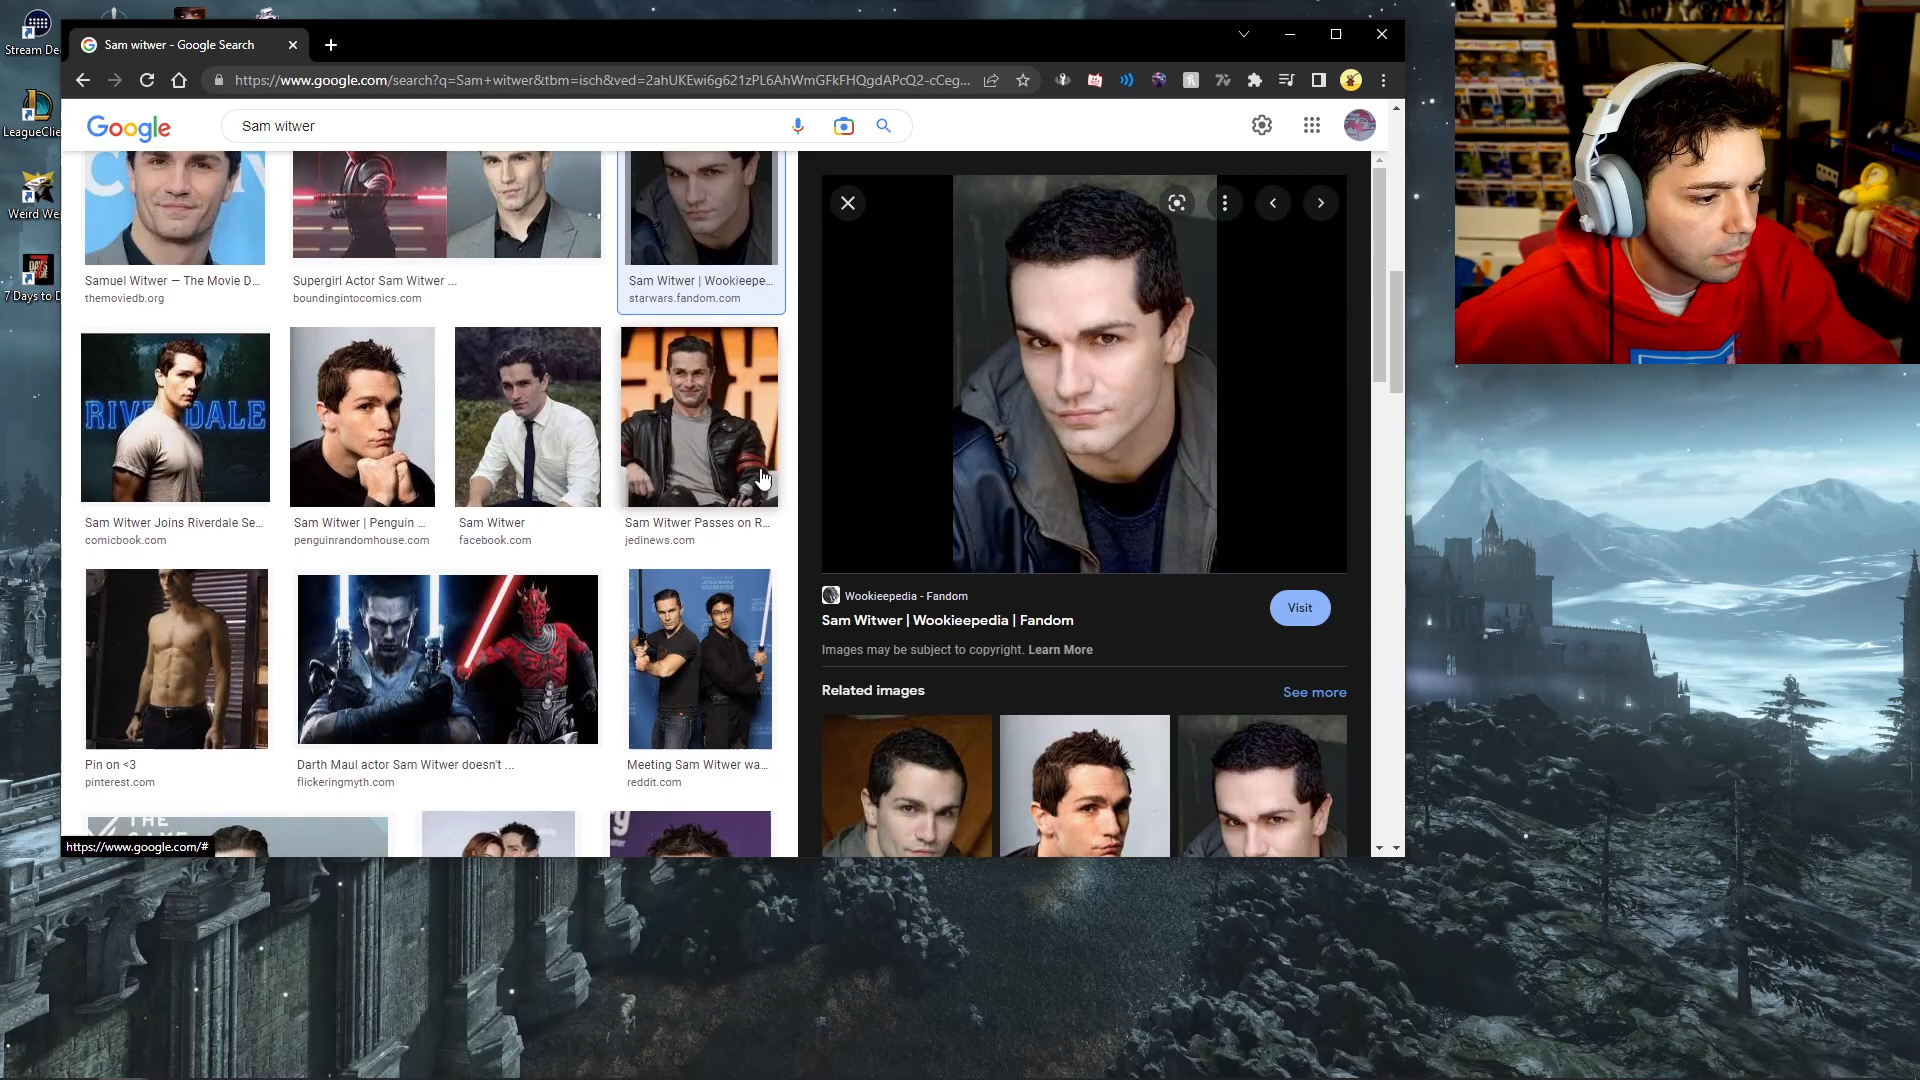 Stream De
LeagueClie
Weird We
7 Days to D
Sam witwer - Google Search
https://www.google.com/search?q=Sam+witwer&tbm=isch&ved=2ahUKEwi6g621zPL6AhWmGFkFHQgdAPcQ2-cCeg...
Google
Sam witwer
Samuel Witwer — The Movie D...
themoviedb.org
Supergirl Actor Sam Witwer ...
boundingintocomics.com
Sam Witwer | Wookieepe...
starwars.fandom.com
RIVERDALE
Sam Witwer Joins Riverdale Se...
comicbook.com
Sam Witwer | Penguin ...
penguinrandomhouse.com
Sam Witwer
facebook.com
Sam Witwer Passes on R...
jedinews.com
Pin on <3
pinterest.com
Darth Maul actor Sam Witwer doesn't ...
flickeringmyth.com
Meeting Sam Witwer wa...
reddit.com
THE
GAME
https://www.google.com/#
Wookieepedia - Fandom
Sam Witwer | Wookieepedia | Fandom
Visit
Images may be subject to copyright. Learn More
Related images
See more